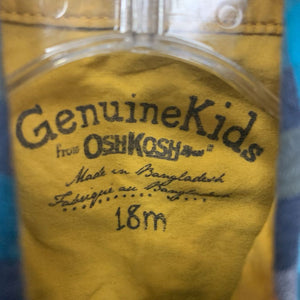 GenuineKids
From OSHKOSH
Made in Bangladesh
Fabriqué au Bangladesh
18m